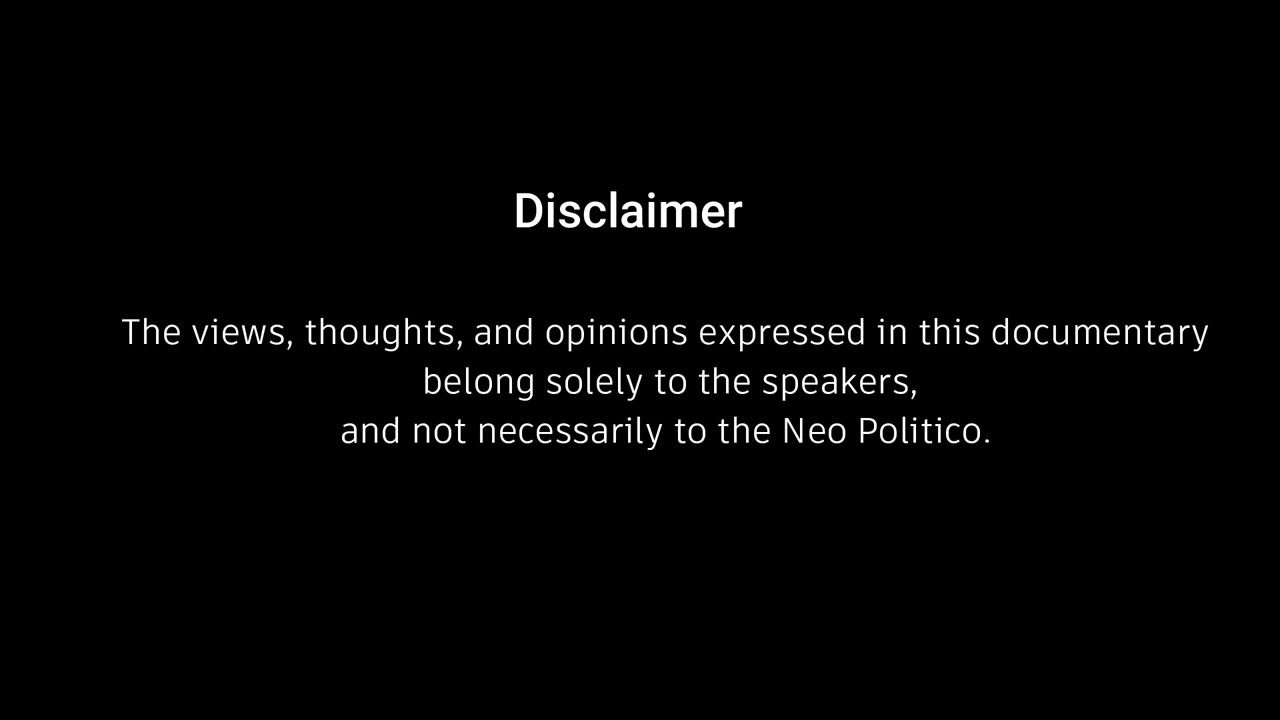 Disclaimer
The views, thoughts, and opinions expressed in this documentary
belong solely to the speakers,
and not necessarily to the Neo Politico.